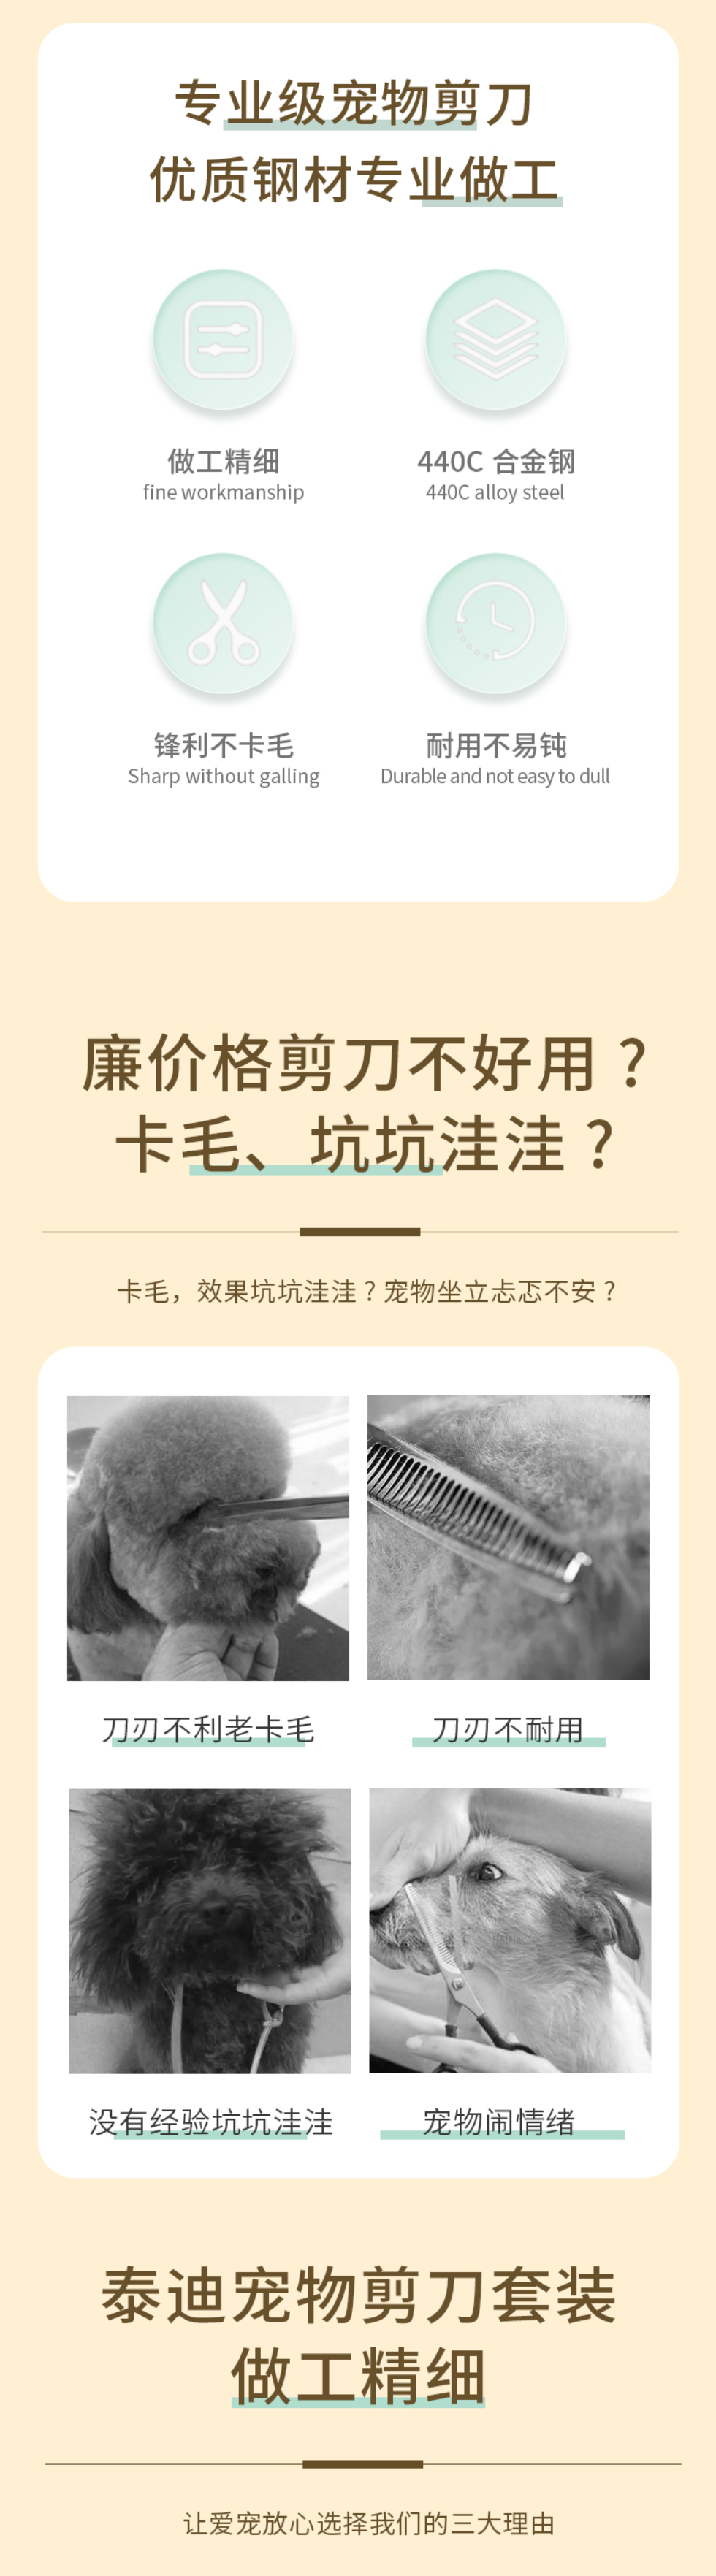 专业级宠物剪刀
优质钢材专业做工
做工精细
fine workmanship
440C 合金钢
440C alloy steel
锋利不卡毛
Sharp without galling
耐用不易钝
Durable and not easy to dull
廉价格剪刀不好用？
卡毛、坑坑洼洼？
卡毛，效果坑坑洼洼？宠物坐立忐忑不安？
刀刃不利老卡毛
刀刃不耐用
没有经验坑坑洼洼
宠物闹情绪
泰迪宠物剪刀套装
做工精细
让爱宠放心选择我们的三大理由